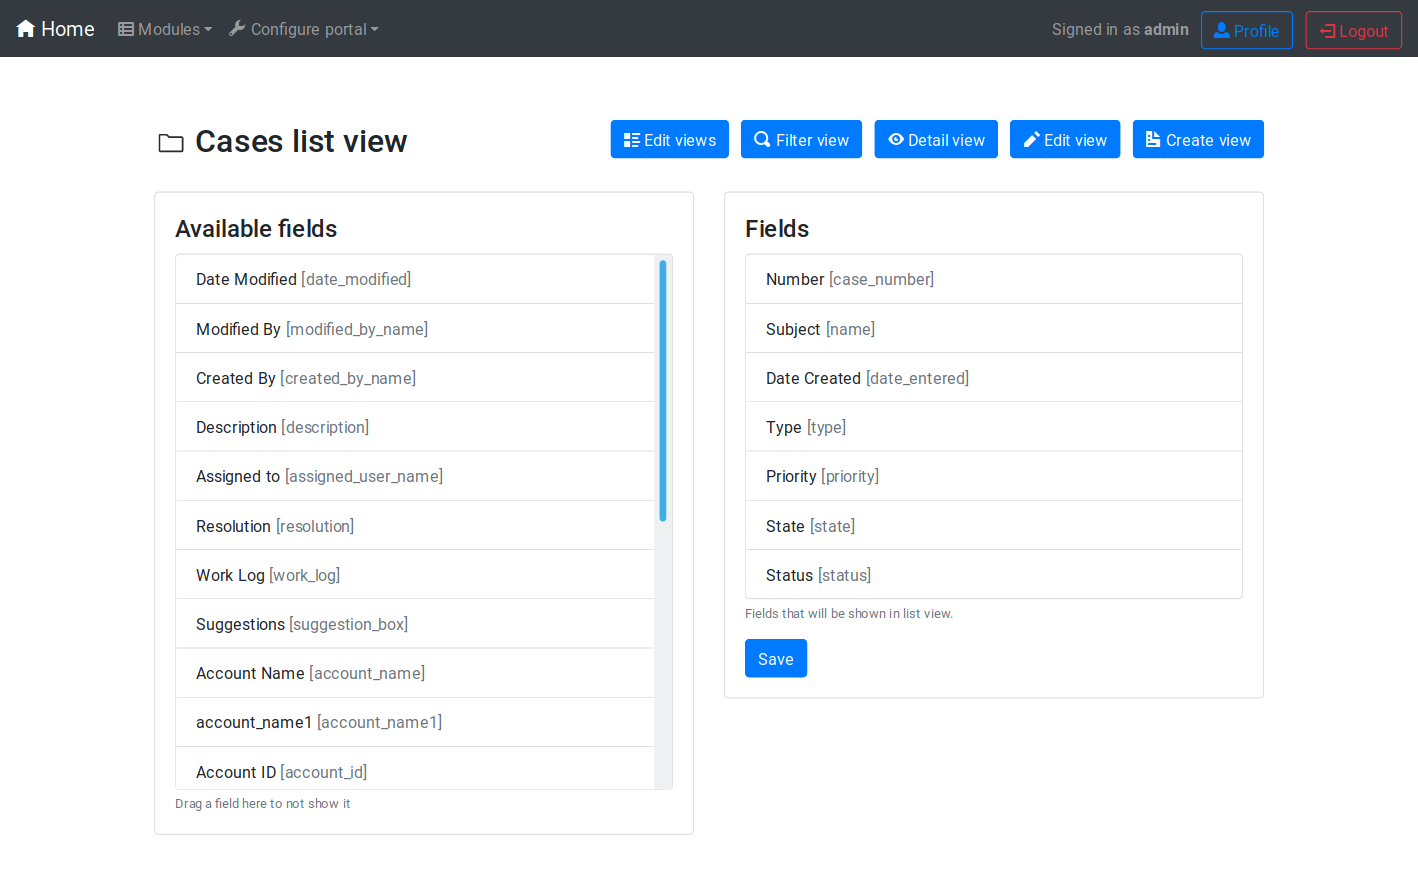 Home Modules Configure portal Signed in as admin Profile Logout
Cases list view Edit views Filter view Detail view Edit view Create view
Available fields
Date Modified [date_modified]
Modified By [modified_by_name]
Created By [created_by_name]
Description [description]
Assigned to [assigned_user_name]
Resolution [resolution]
Work Log [work_log]
Suggestions [suggestion_box]
Account Name [account_name]
account_name1 [account_name1]
Account ID [account_id]
Drag a field here to not show it
Fields
Number [case_number]
Subject [name]
Date Created [date_entered]
Type [type]
Priority [priority]
State [state]
Status [status]
Fields that will be shown in list view.
Save